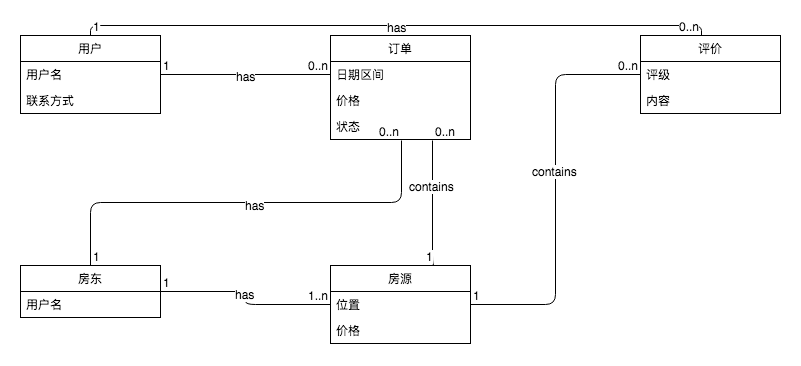 1 has 0..n
用户
订单
评价
用户名
联系方式
1 has 0..n
日期区间
价格
状态
0..n 0..n
0..n
评级
内容
contains
contains
has
1
1
房东
用户名
1 has 1..n
房源
位置
价格
1